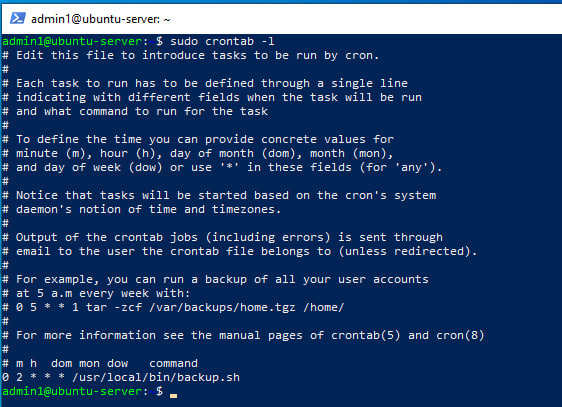 admin1@ubuntu-server: ~
admin1@ubuntu-server:~$ sudo crontab -l
# Edit this file to introduce tasks to be run by cron.
#
# Each task to run has to be defined through a single line
# indicating with different fields when the task will be run
# and what command to run for the task
#
# To define the time you can provide concrete values for
# minute (m), hour (h), day of month (dom), month (mon),
# and day of week (dow) or use '*' in these fields (for 'any').
#
# Notice that tasks will be started based on the cron's system
# daemon's notion of time and timezones.
#
# Output of the crontab jobs (including errors) is sent through
# email to the user the crontab file belongs to (unless redirected).
#
# For example, you can run a backup of all your user accounts
# at 5 a.m every week with:
# 0 5 * * 1 tar -zcf /var/backups/home.tgz /home/
#
# For more information see the manual pages of crontab(5) and cron(8)
#
# m h  dom mon dow   command
0 2 * * * /usr/local/bin/backup.sh
admin1@ubuntu-server:~$